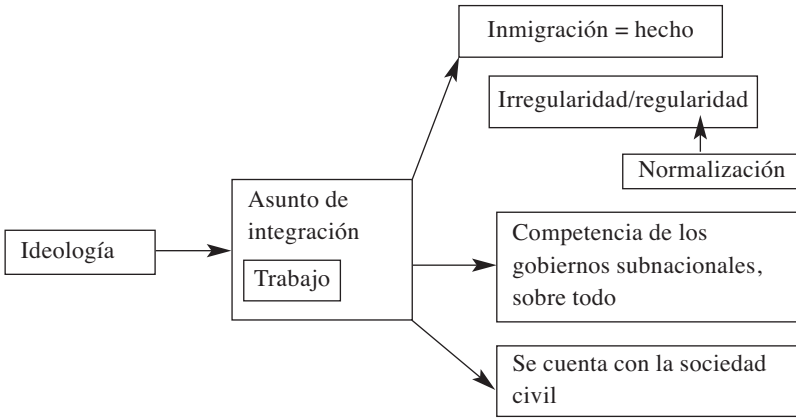 Inmigración = hecho
Irregularidad/regularidad
Normalización
Ideología
Asunto de
integración
Trabajo
Competencia de los
gobiernos subnacionales,
sobre todo
Se cuenta con la sociedad
civil